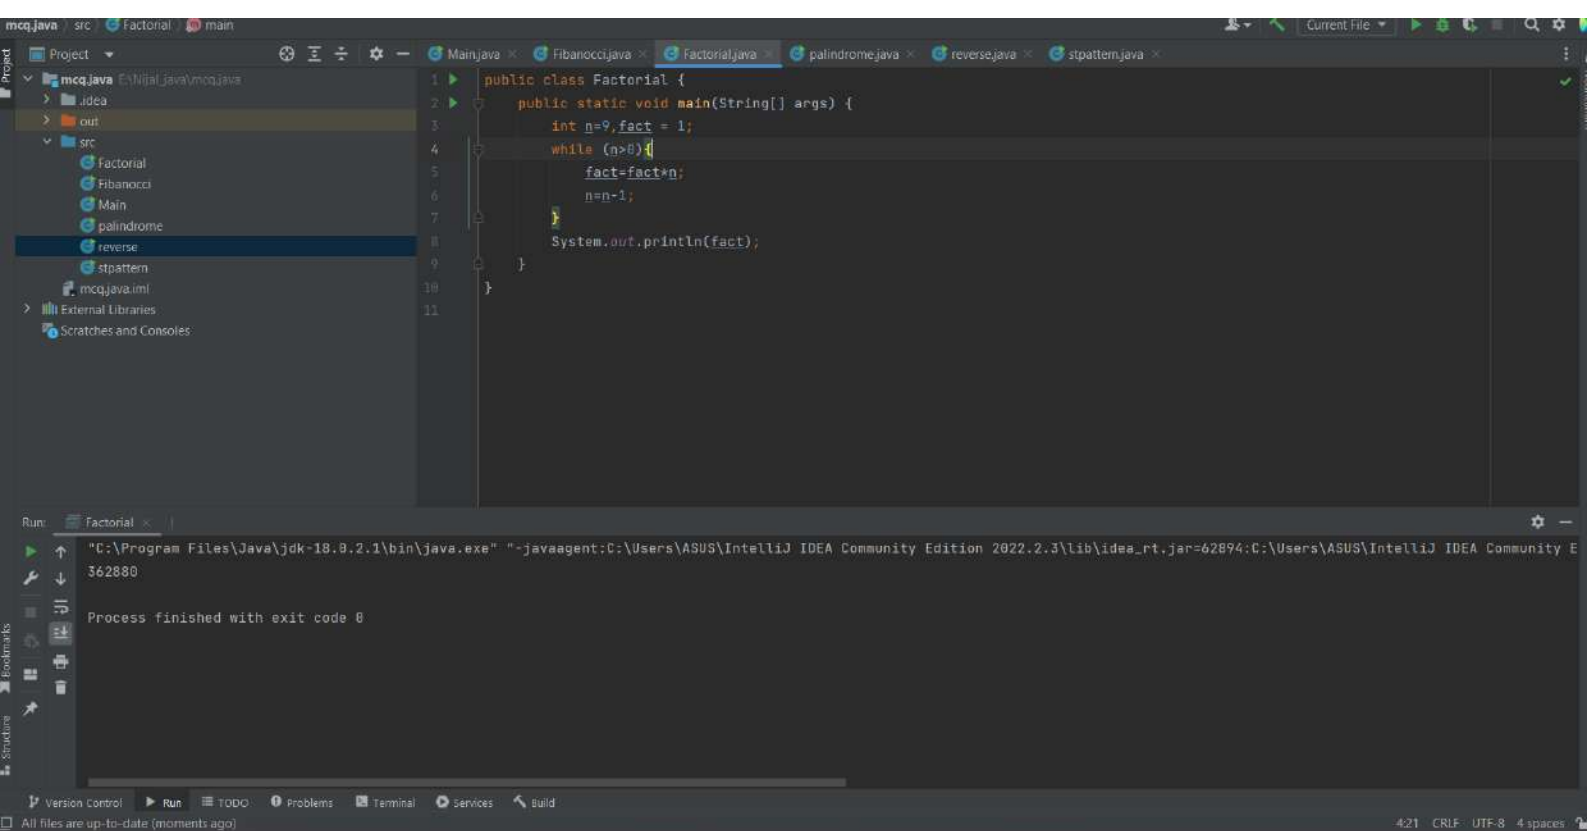 mcq.java src Factorial main
Current File
Project
Project
Main.java Fibanocci.java Factorial.java palindrome.java reverse.java stpattern.java
mcq.java E:\Nijal_java\mcq.java
.idea
out
src
Factorial
Fibanocci
Main
palindrome
reverse
stpattern
mcq.java.iml
External Libraries
Scratches and Consoles
1 public class Factorial {
2 public static void main(String[] args) {
3 int n=9,fact = 1;
4 while (n>0){
5 fact=fact*n;
6 n=n-1;
7 }
8 System.out.println(fact);
9 }
10 }
11
Run: Factorial
"C:\Program Files\Java\jdk-18.0.2.1\bin\java.exe" "-javaagent:C:\Users\ASUS\IntelliJ IDEA Community Edition 2022.2.3\lib\idea_rt.jar=62894:C:\Users\ASUS\IntelliJ IDEA Community E
362880
Process finished with exit code 0
Bookmarks
Structure
Version Control Run TODO Problems Terminal Services Build
All files are up-to-date (moments ago)
4:21 CRLF UTF-8 4 spaces